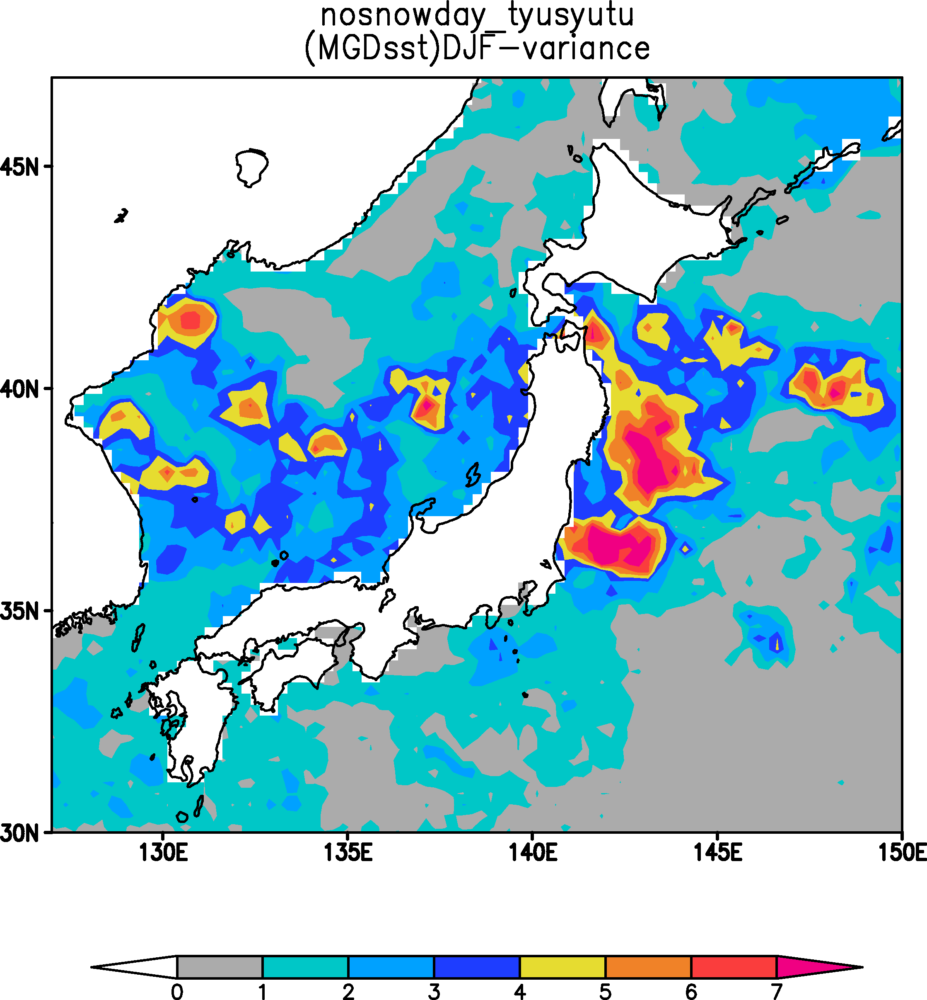 nosnowday_tyusyutu
(MGDsst)DJF-variance
45N
40N
35N
30N
130E 135E 140E 145E 150E
0 1 2 3 4 5 6 7